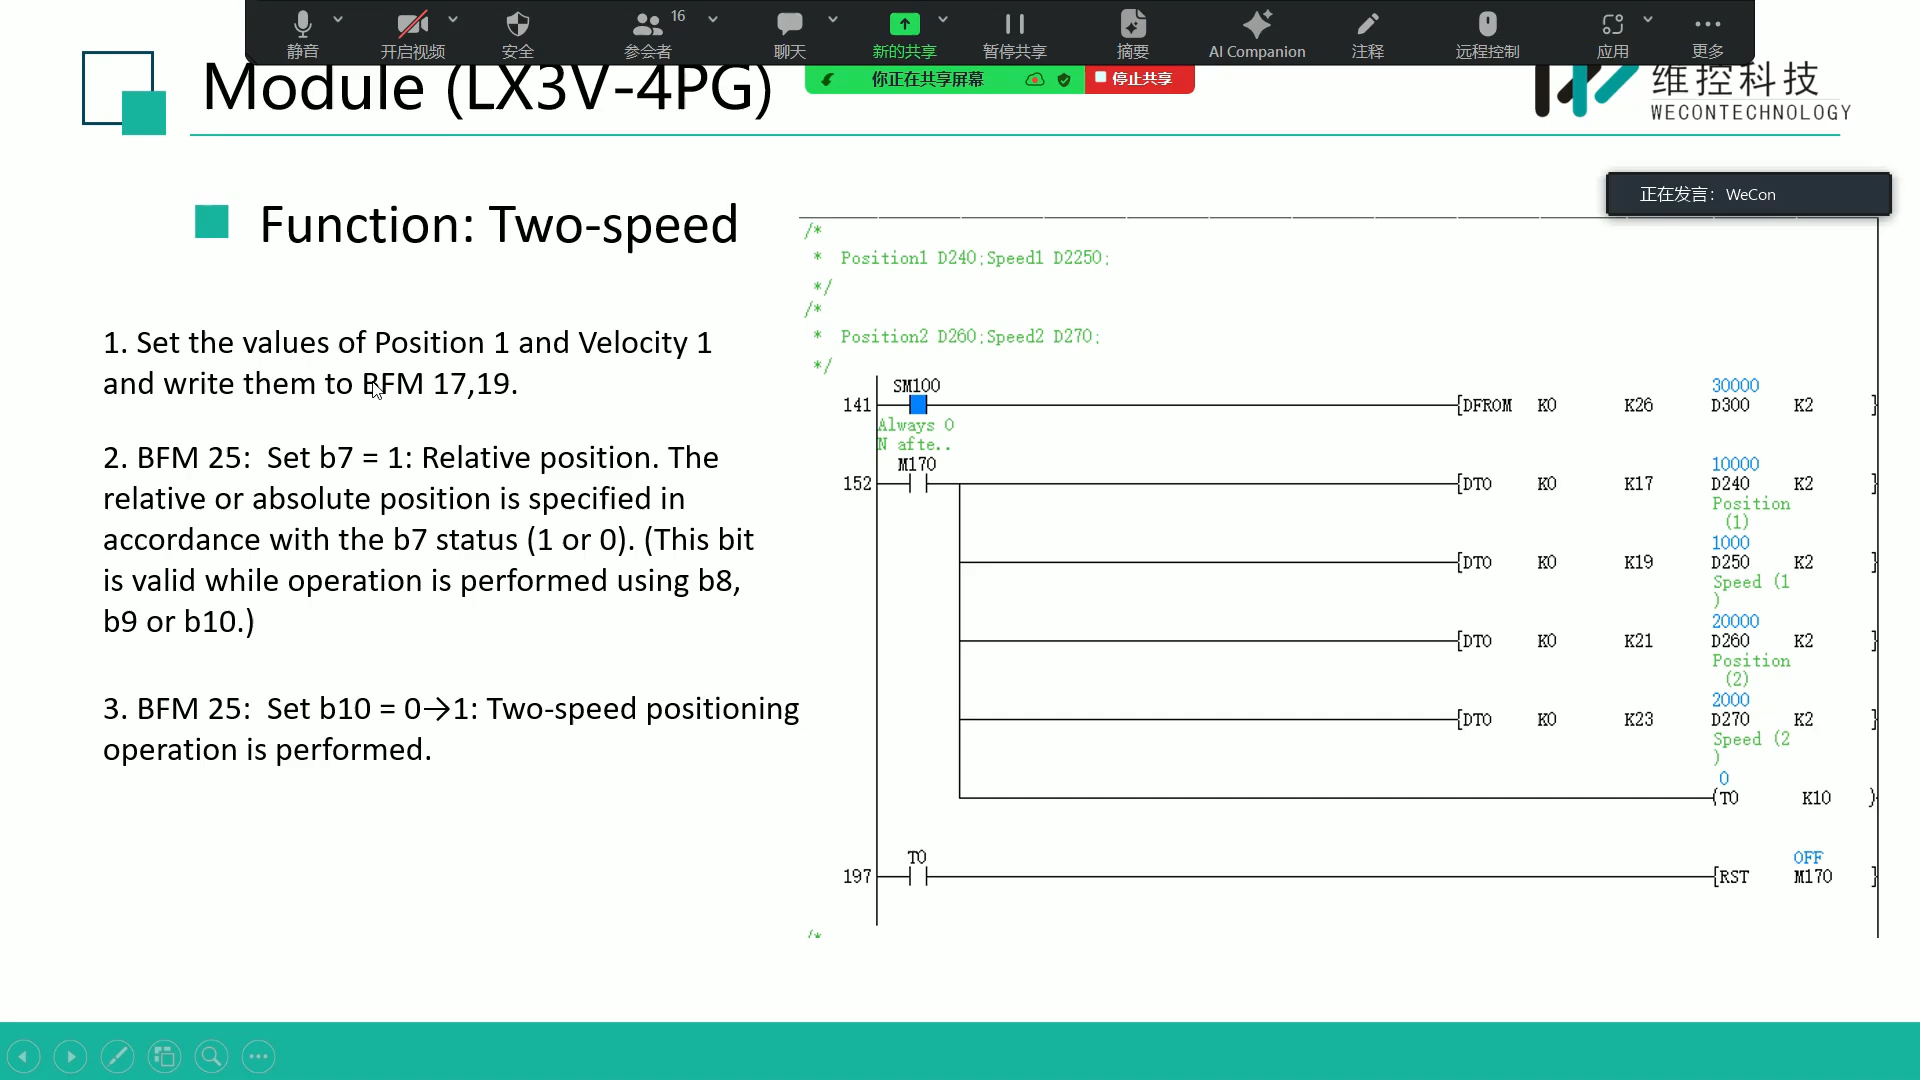 静音
开启视频
安全
参会者
16
聊天
新的共享
暂停共享
摘要
AI Companion
注释
远程控制
应用
更多
你正在共享屏幕
停止共享
Module (LX3V-4PG)
维控科技
WECONTECHNOLOGY
正在发言: WeCon
Function: Two-speed
1. Set the values of Position 1 and Velocity 1
and write them to BFM 17,19.
2. BFM 25:  Set b7 = 1: Relative position. The
relative or absolute position is specified in
accordance with the b7 status (1 or 0). (This bit
is valid while operation is performed using b8,
b9 or b10.)
3. BFM 25:  Set b10 = 0→1: Two-speed positioning
operation is performed.
/*
* Position1 D240;Speed1 D2250;
*/
/*
* Position2 D260;Speed2 D270;
*/
SM100
30000
141
[DFROM K0 K26 D300 K2 ]
Always O
N afte..
M170
10000
152
[DTO K0 K17 D240 K2 ]
Position
(1)
1000
[DTO K0 K19 D250 K2 ]
Speed (1
)
20000
[DTO K0 K21 D260 K2 ]
Position
(2)
2000
[DTO K0 K23 D270 K2 ]
Speed (2
)
0
(T0 K10 )
T0
OFF
197
[RST M170 ]
/*